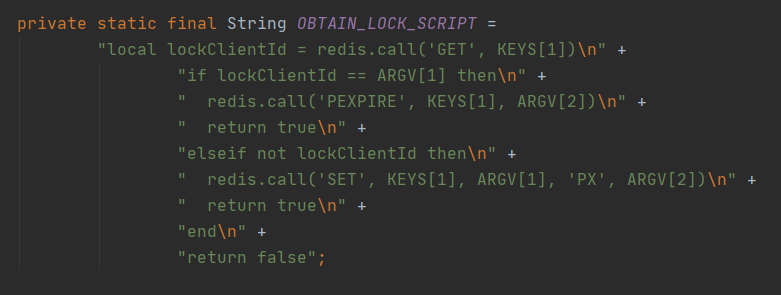 private static final String OBTAIN_LOCK_SCRIPT =
"local lockClientId = redis.call('GET', KEYS[1])\n" +
"if lockClientId == ARGV[1] then\n" +
"  redis.call('PEXPIRE', KEYS[1], ARGV[2])\n" +
"  return true\n" +
"elseif not lockClientId then\n" +
"  redis.call('SET', KEYS[1], ARGV[1], 'PX', ARGV[2])\n" +
"  return true\n" +
"end\n" +
"return false";